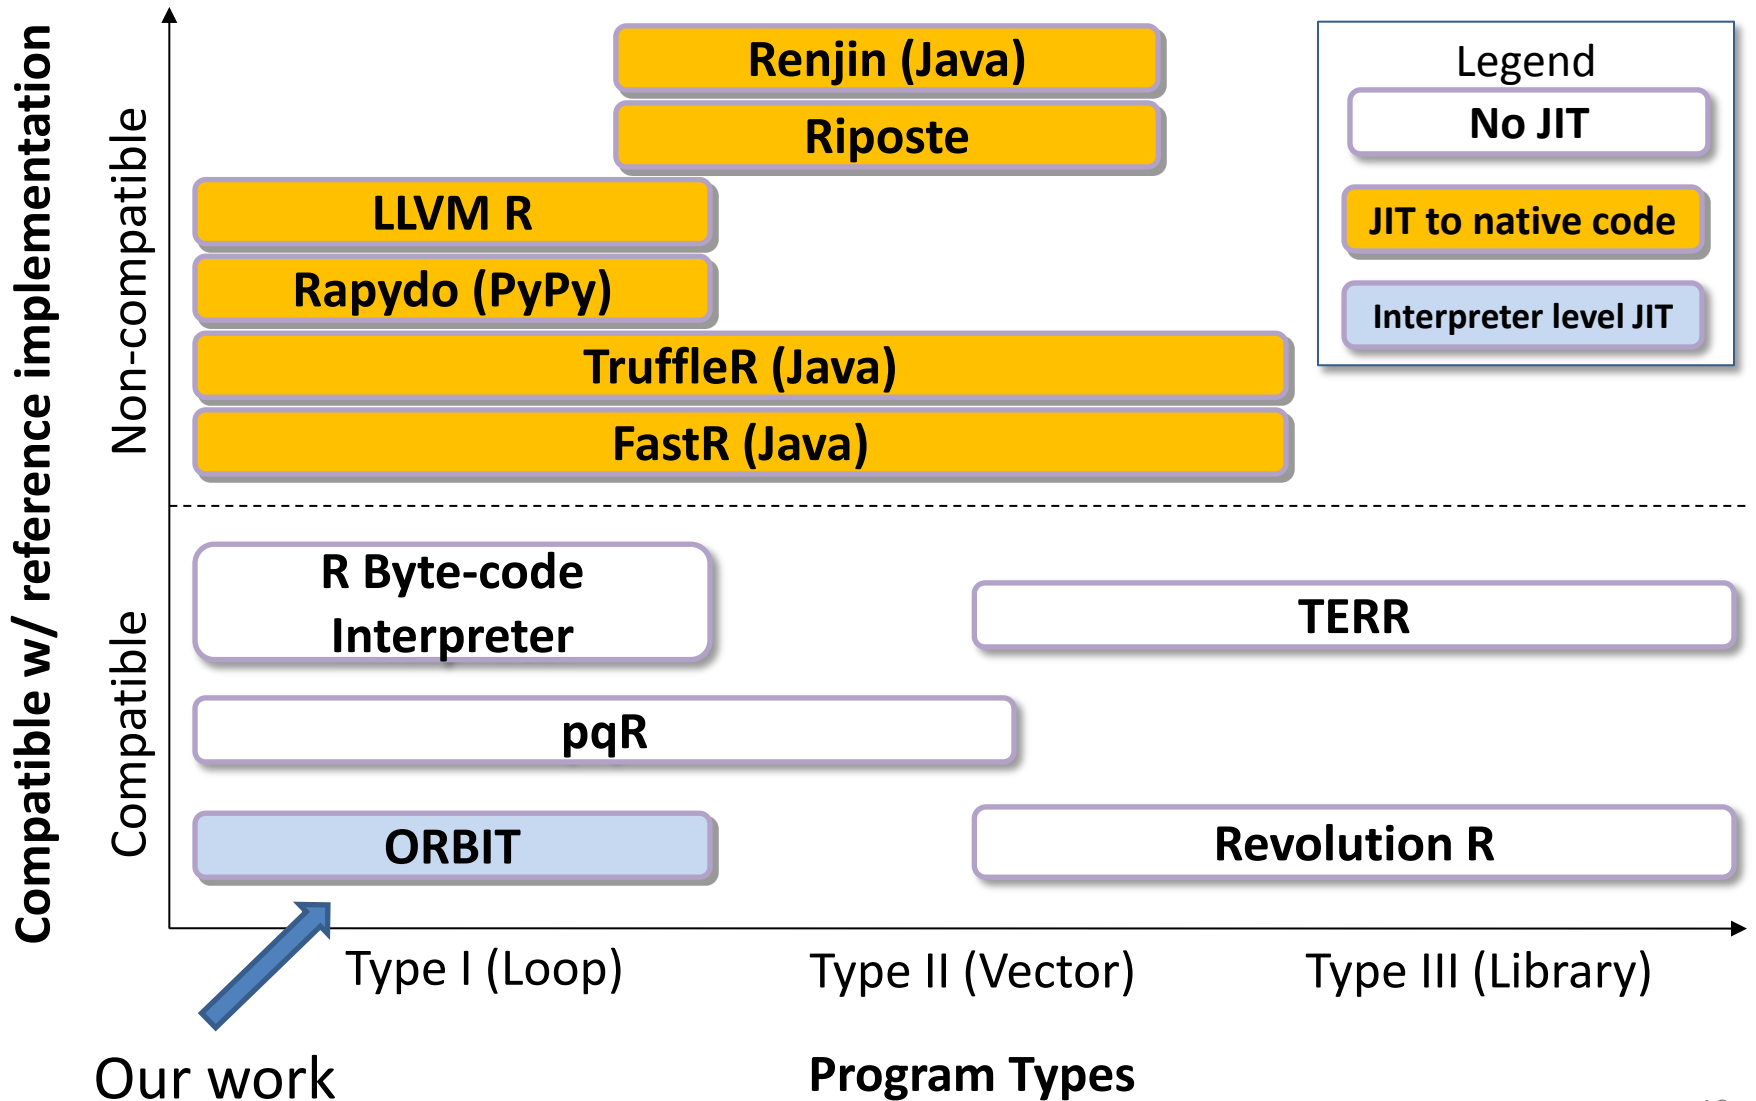 Compatible w/ reference implementation
Non-compatible
Compatible
Renjin (Java)
Riposte
LLVM R
Rapydo (PyPy)
TruffleR (Java)
FastR (Java)
Legend
No JIT
JIT to native code
Interpreter level JIT
R Byte-code
Interpreter
TERR
pqR
ORBIT
Revolution R
Type I (Loop)
Type II (Vector)
Type III (Library)
Our work
Program Types